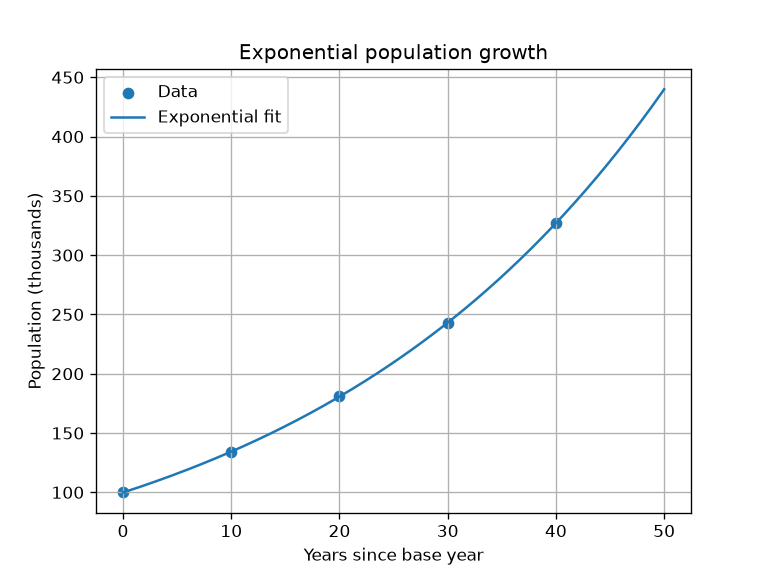 Exponential population growth
450
400
350
300
250
200
150
100
Population (thousands)
Data
Exponential fit
0 10 20 30 40 50
Years since base year